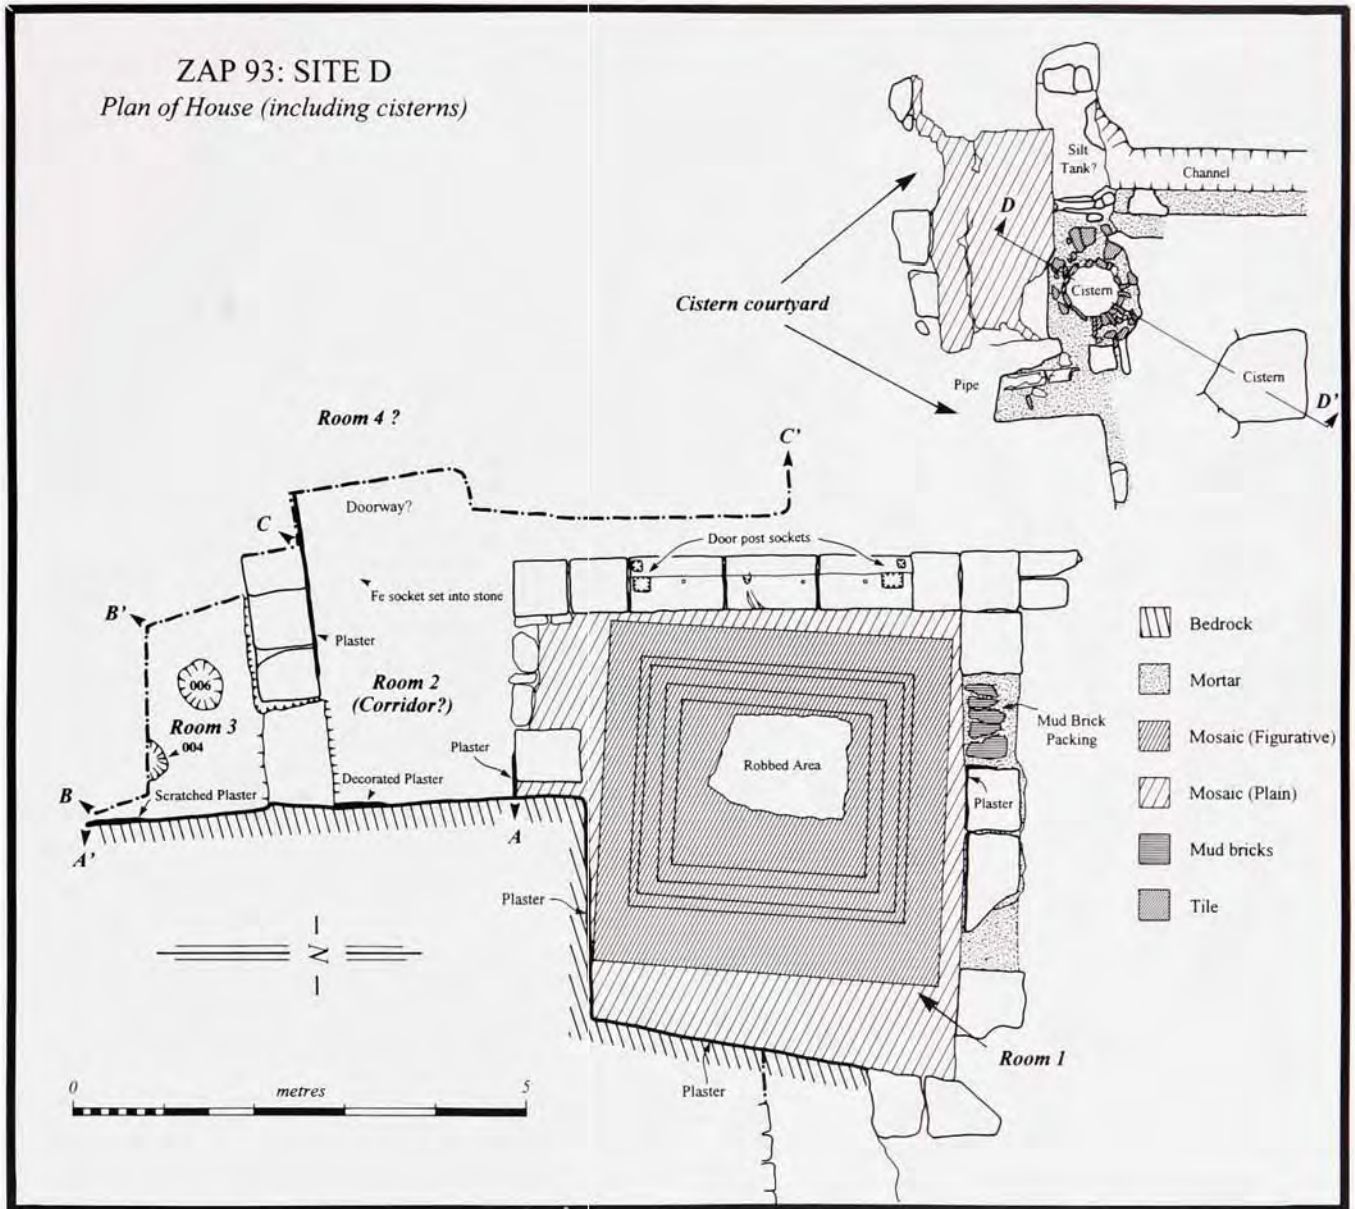 ZAP 93: SITE D
Plan of House (including cisterns)
Silt
Tank?
Channel
D
Cistern
Cistern courtyard
Pipe
Cistern
D'
Room 4 ?
C'
Doorway?
C
Door post sockets
Fe socket set into stone
B'
Plaster
Bedrock
Mortar
Mosaic (Figurative)
Mosaic (Plain)
Mud bricks
Tile
006
Room 2
(Corridor?)
Room 3
004
Mud Brick
Packing
Plaster
Robbed Area
Decorated Plaster
Scratched Plaster
Plaster
B
A'
A
Plaster
N
Room 1
Plaster
0
metres
5